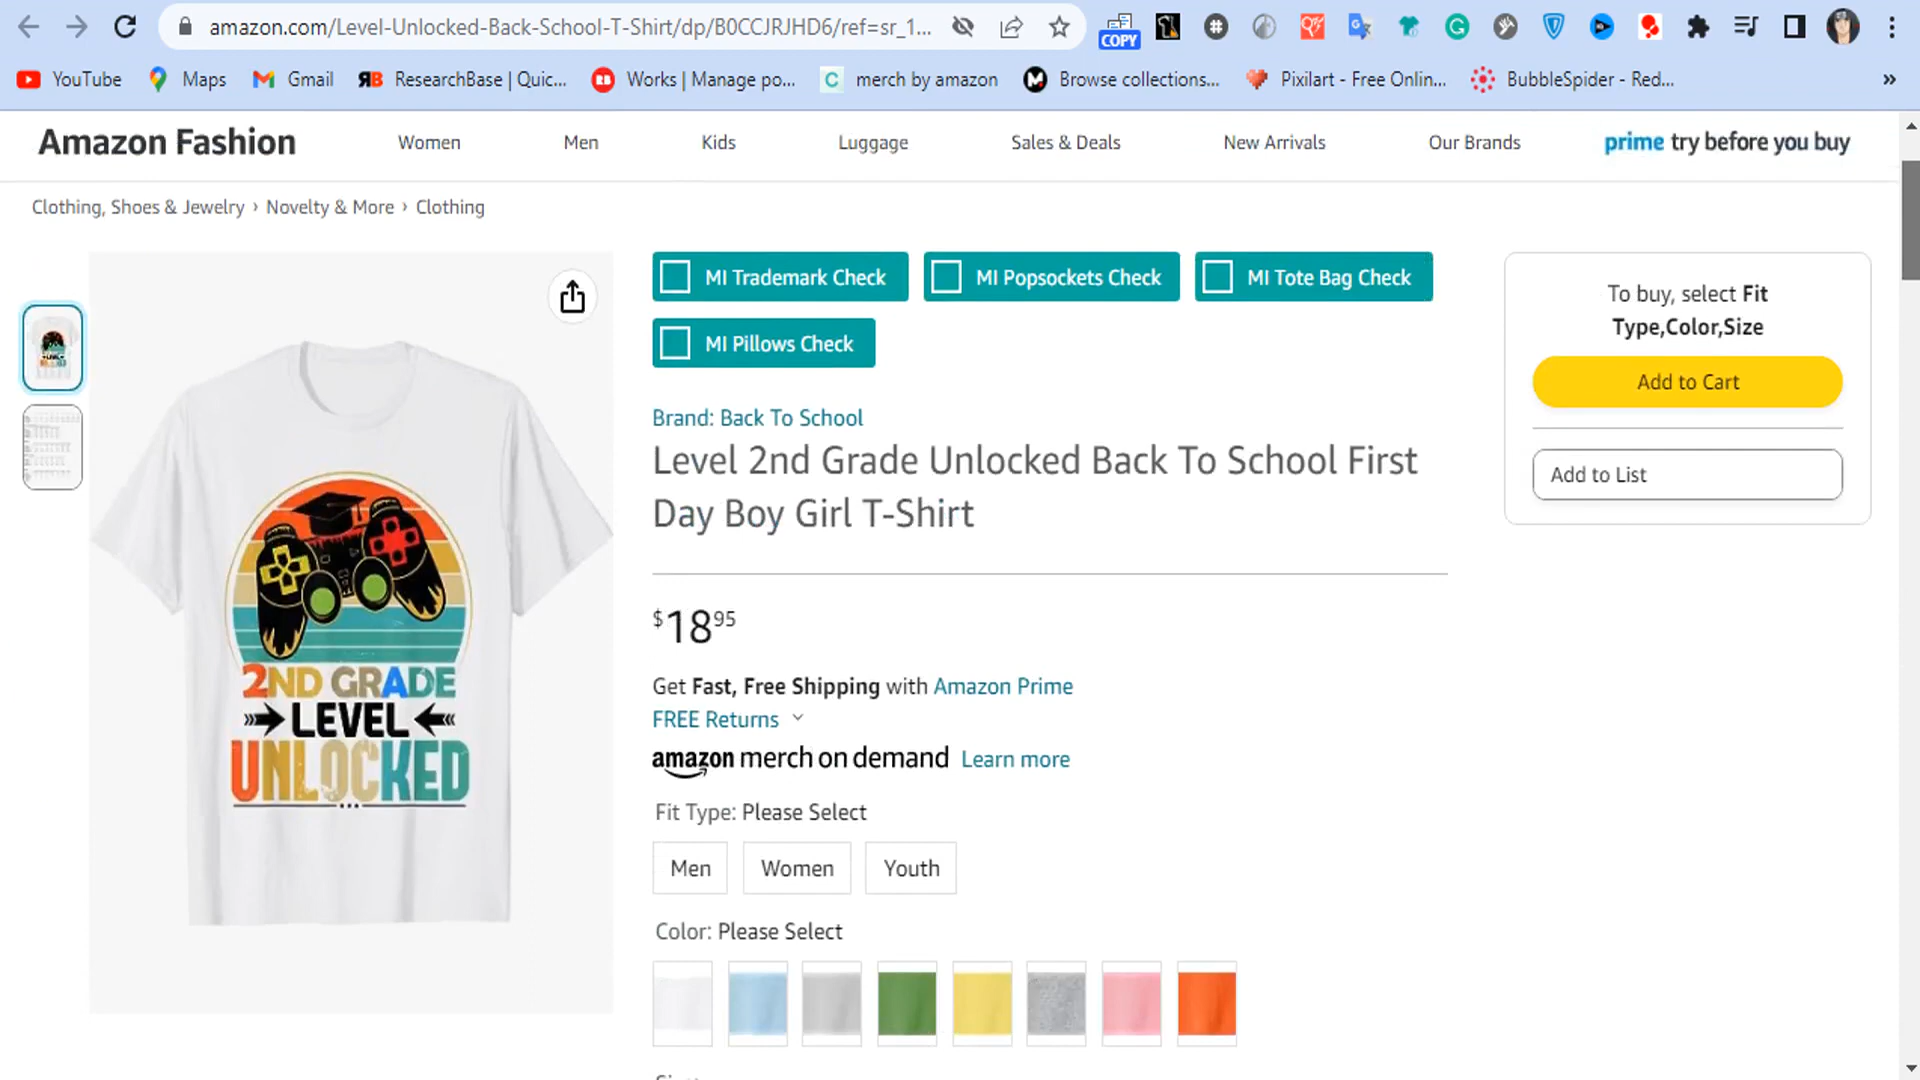 amazon.com/Level-Unlocked-Back-School-T-Shirt/dp/B0CCJRJHD6/ref=sr_1...
COPY
YouTube
Maps
Gmail
RB
ResearchBase | Quic...
Works | Manage po...
C
merch by amazon
Browse collections...
Pixilart - Free Onlin...
BubbleSpider - Red...
»
Amazon Fashion
Women
Men
Kids
Luggage
Sales & Deals
New Arrivals
Our Brands
prime try before you buy
Clothing, Shoes & Jewelry › Novelty & More › Clothing
MI Trademark Check
MI Popsockets Check
MI Tote Bag Check
MI Pillows Check
To buy, select Fit
Type,Color,Size
Add to Cart
Add to List
Brand: Back To School
Level 2nd Grade Unlocked Back To School First
Day Boy Girl T-Shirt
$18.95
Get Fast, Free Shipping with Amazon Prime
FREE Returns
amazon merch on demand Learn more
Fit Type: Please Select
Men
Women
Youth
Color: Please Select
2ND GRADE
LEVEL
UNLOCKED